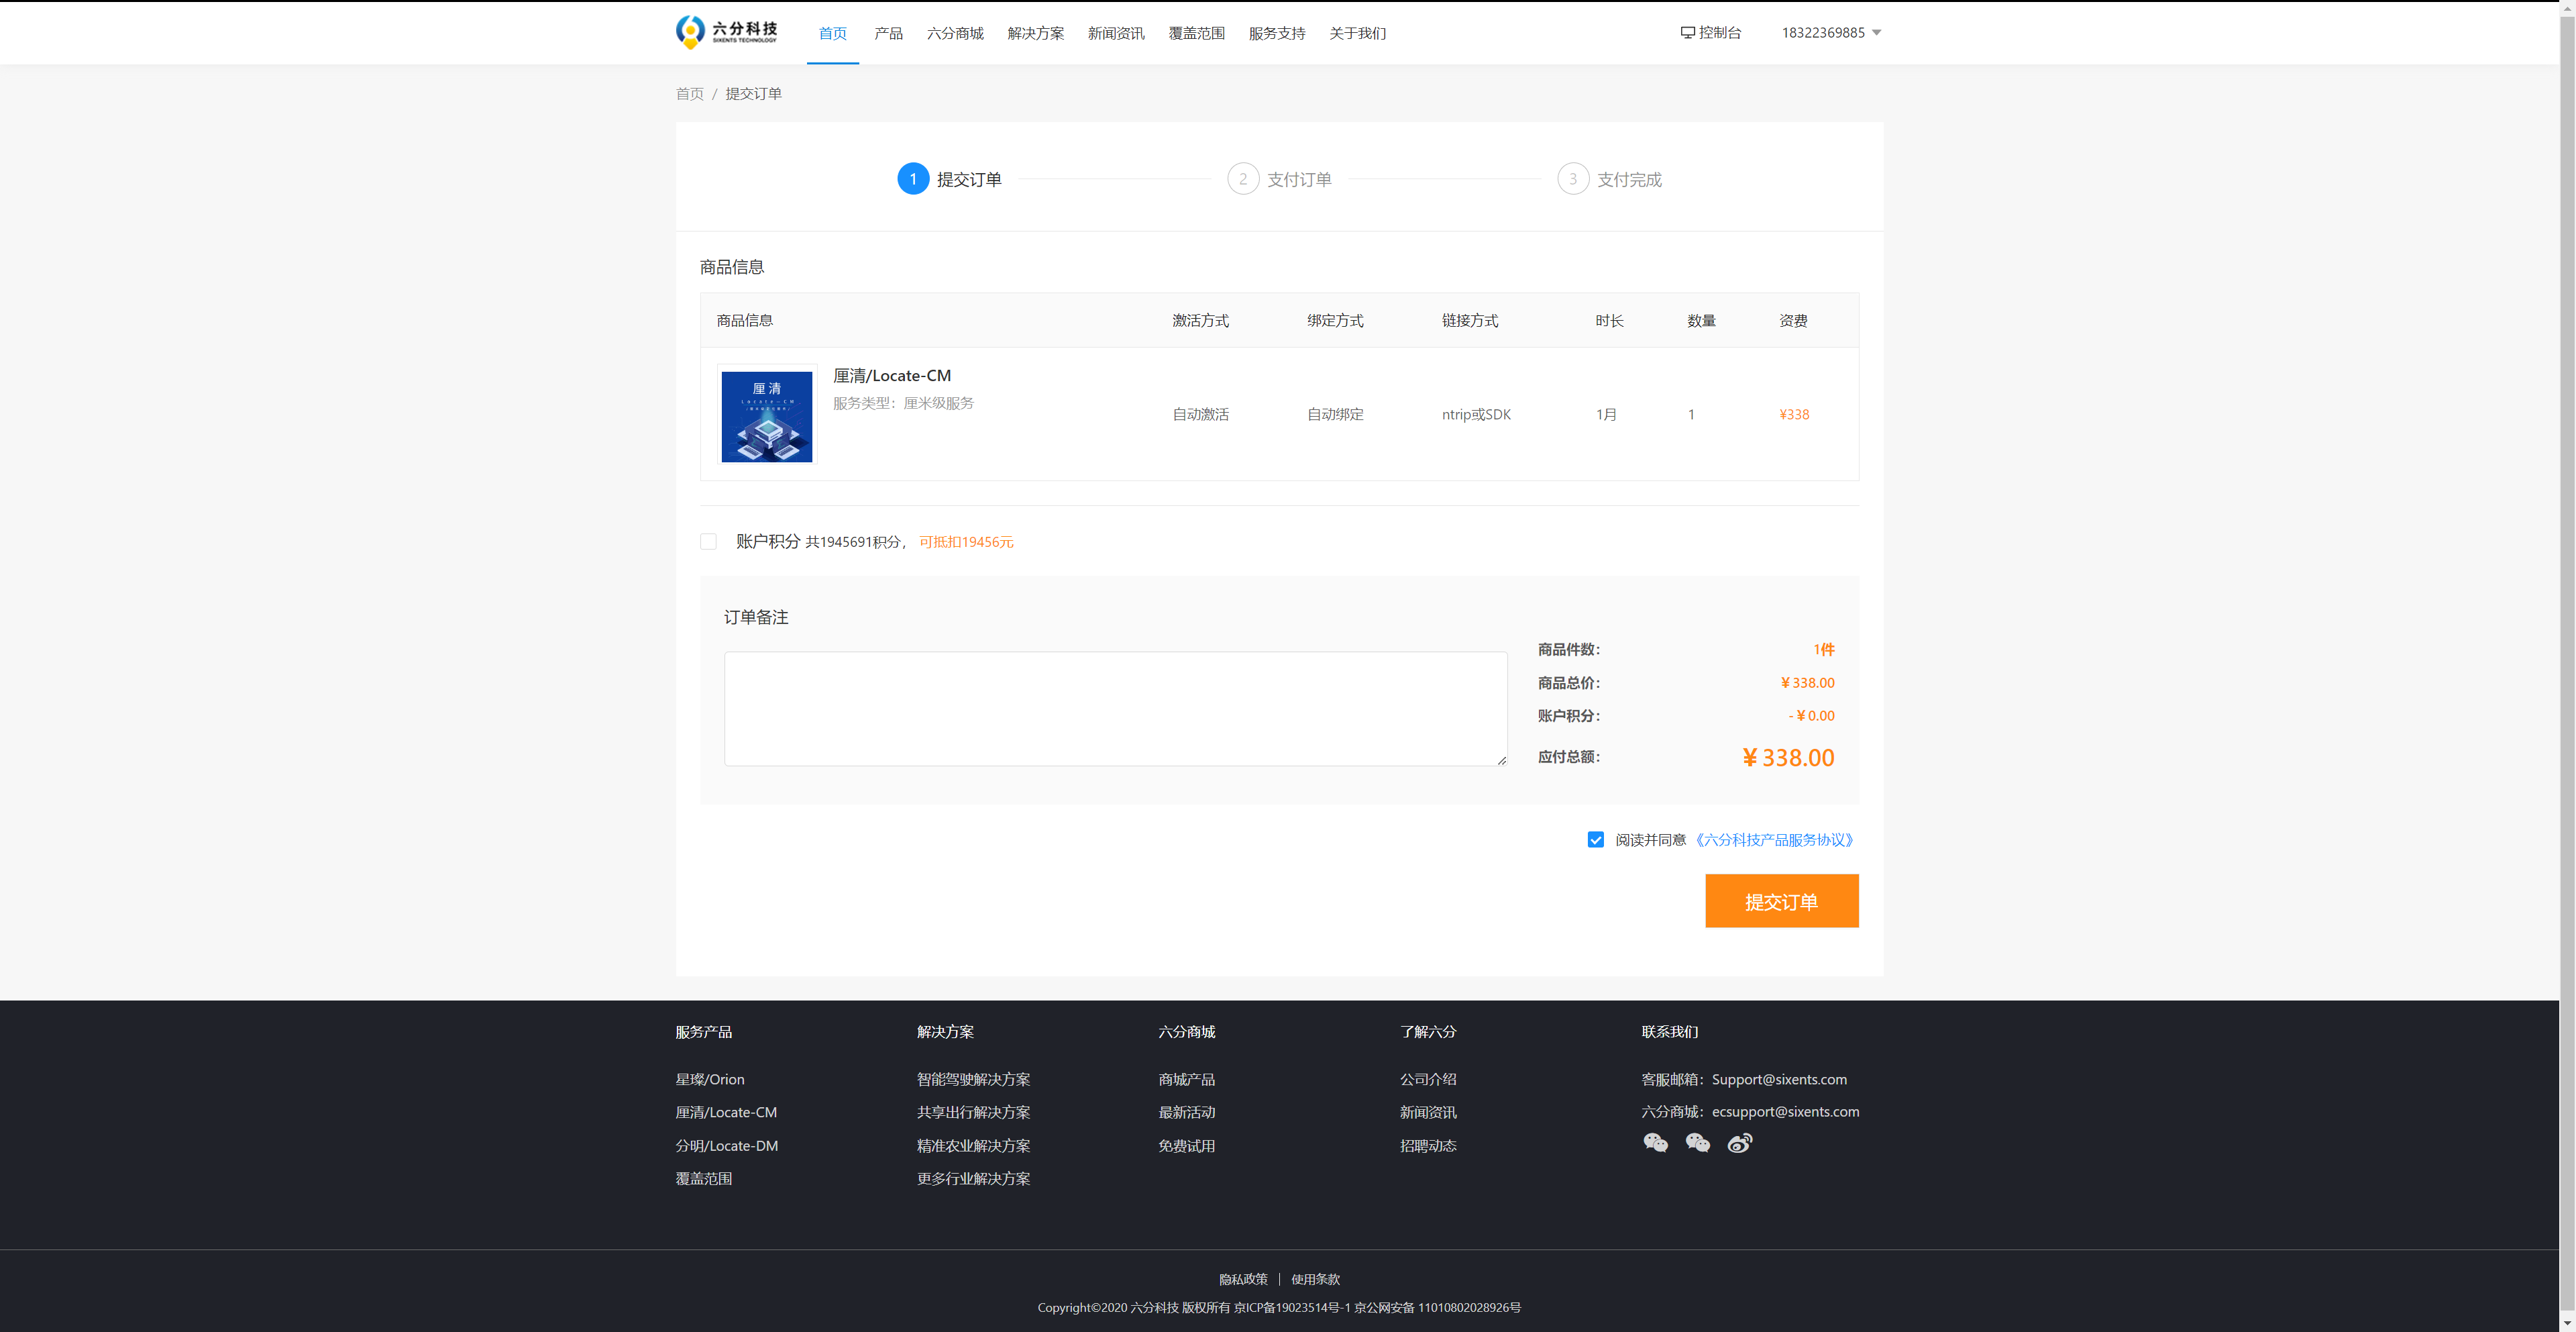 六分科技
SIXENTS TECHNOLOGY
首页 产品 六分商城 解决方案 新闻资讯 覆盖范围 服务支持 关于我们 控制台 18322369885
首页 / 提交订单
1 提交订单 2 支付订单 3 支付完成
商品信息
商品信息 激活方式 绑定方式 链接方式 时长 数量 资费
厘清
Locate-CM
厘清/Locate-CM
服务类型：厘米级服务
自动激活 自动绑定 ntrip或SDK 1月 1 ¥338
账户积分 共1945691积分， 可抵扣19456元
订单备注
商品件数： 1件
商品总价： ¥338.00
账户积分： -¥0.00
应付总额： ¥338.00
阅读并同意 《六分科技产品服务协议》
提交订单
服务产品 解决方案 六分商城 了解六分 联系我们
星璨/Orion 智能驾驶解决方案 商城产品 公司介绍 客服邮箱：Support@sixents.com
厘清/Locate-CM 共享出行解决方案 最新活动 新闻资讯 六分商城：ecsupport@sixents.com
分明/Locate-DM 精准农业解决方案 免费试用 招聘动态
覆盖范围 更多行业解决方案
隐私政策 | 使用条款
Copyright©2020 六分科技 版权所有 京ICP备19023514号-1 京公网安备 11010802028926号